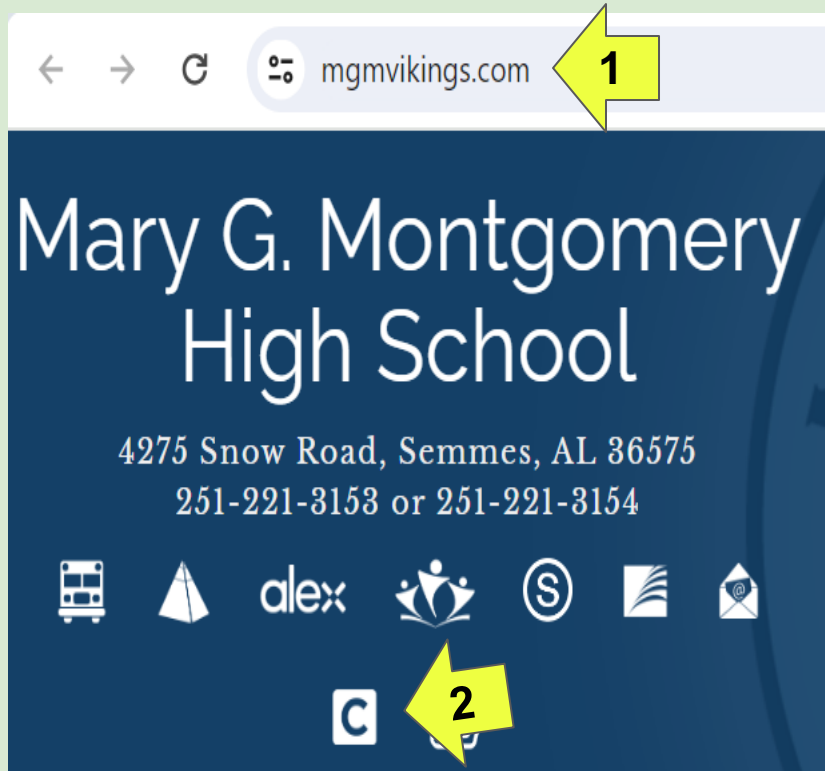 mgmvikings.com
1
Mary G. Montgomery
High School
4275 Snow Road, Semmes, AL 36575
251-221-3153 or 251-221-3154
alex
S
@
C
2